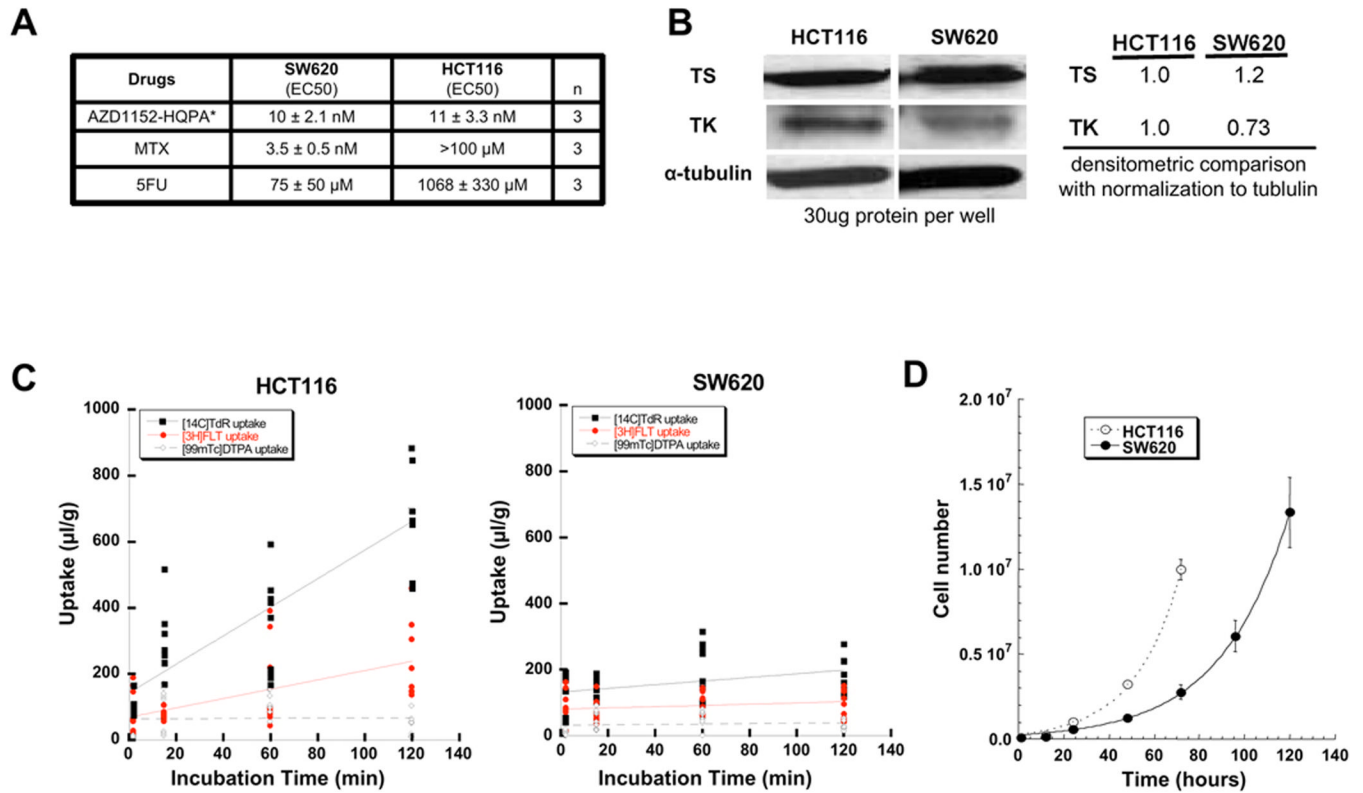 A
Drugs
SW620
(EC50)
HCT116
(EC50)
n
AZD1152-HQPA* 10 ± 2.1 nM 11 ± 3.3 nM 3
MTX 3.5 ± 0.5 nM >100 µM 3
5FU 75 ± 50 µM 1068 ± 330 µM 3
B
HCT116 SW620
TS
TK
α-tubulin
30ug protein per well
HCT116 SW620
TS 1.0 1.2
TK 1.0 0.73
densitometric comparison
with normalization to tublulin
C
HCT116
[14C]TdR uptake
[3H]FLT uptake
[99mTc]DTPA uptake
Uptake (µl/g)
1000
800
600
400
200
0
0 20 40 60 80 100 120 140
Incubation Time (min)
SW620
[14C]TdR uptake
[3H]FLT uptake
[99mTc]DTPA uptake
Uptake (µl/g)
1000
800
600
400
200
0
0 20 40 60 80 100 120 140
Incubation Time (min)
D
HCT116
SW620
Cell number
2.0 10⁷
1.5 10⁷
1.0 10⁷
0.5 10⁷
0.0
0 20 40 60 80 100 120 140
Time (hours)